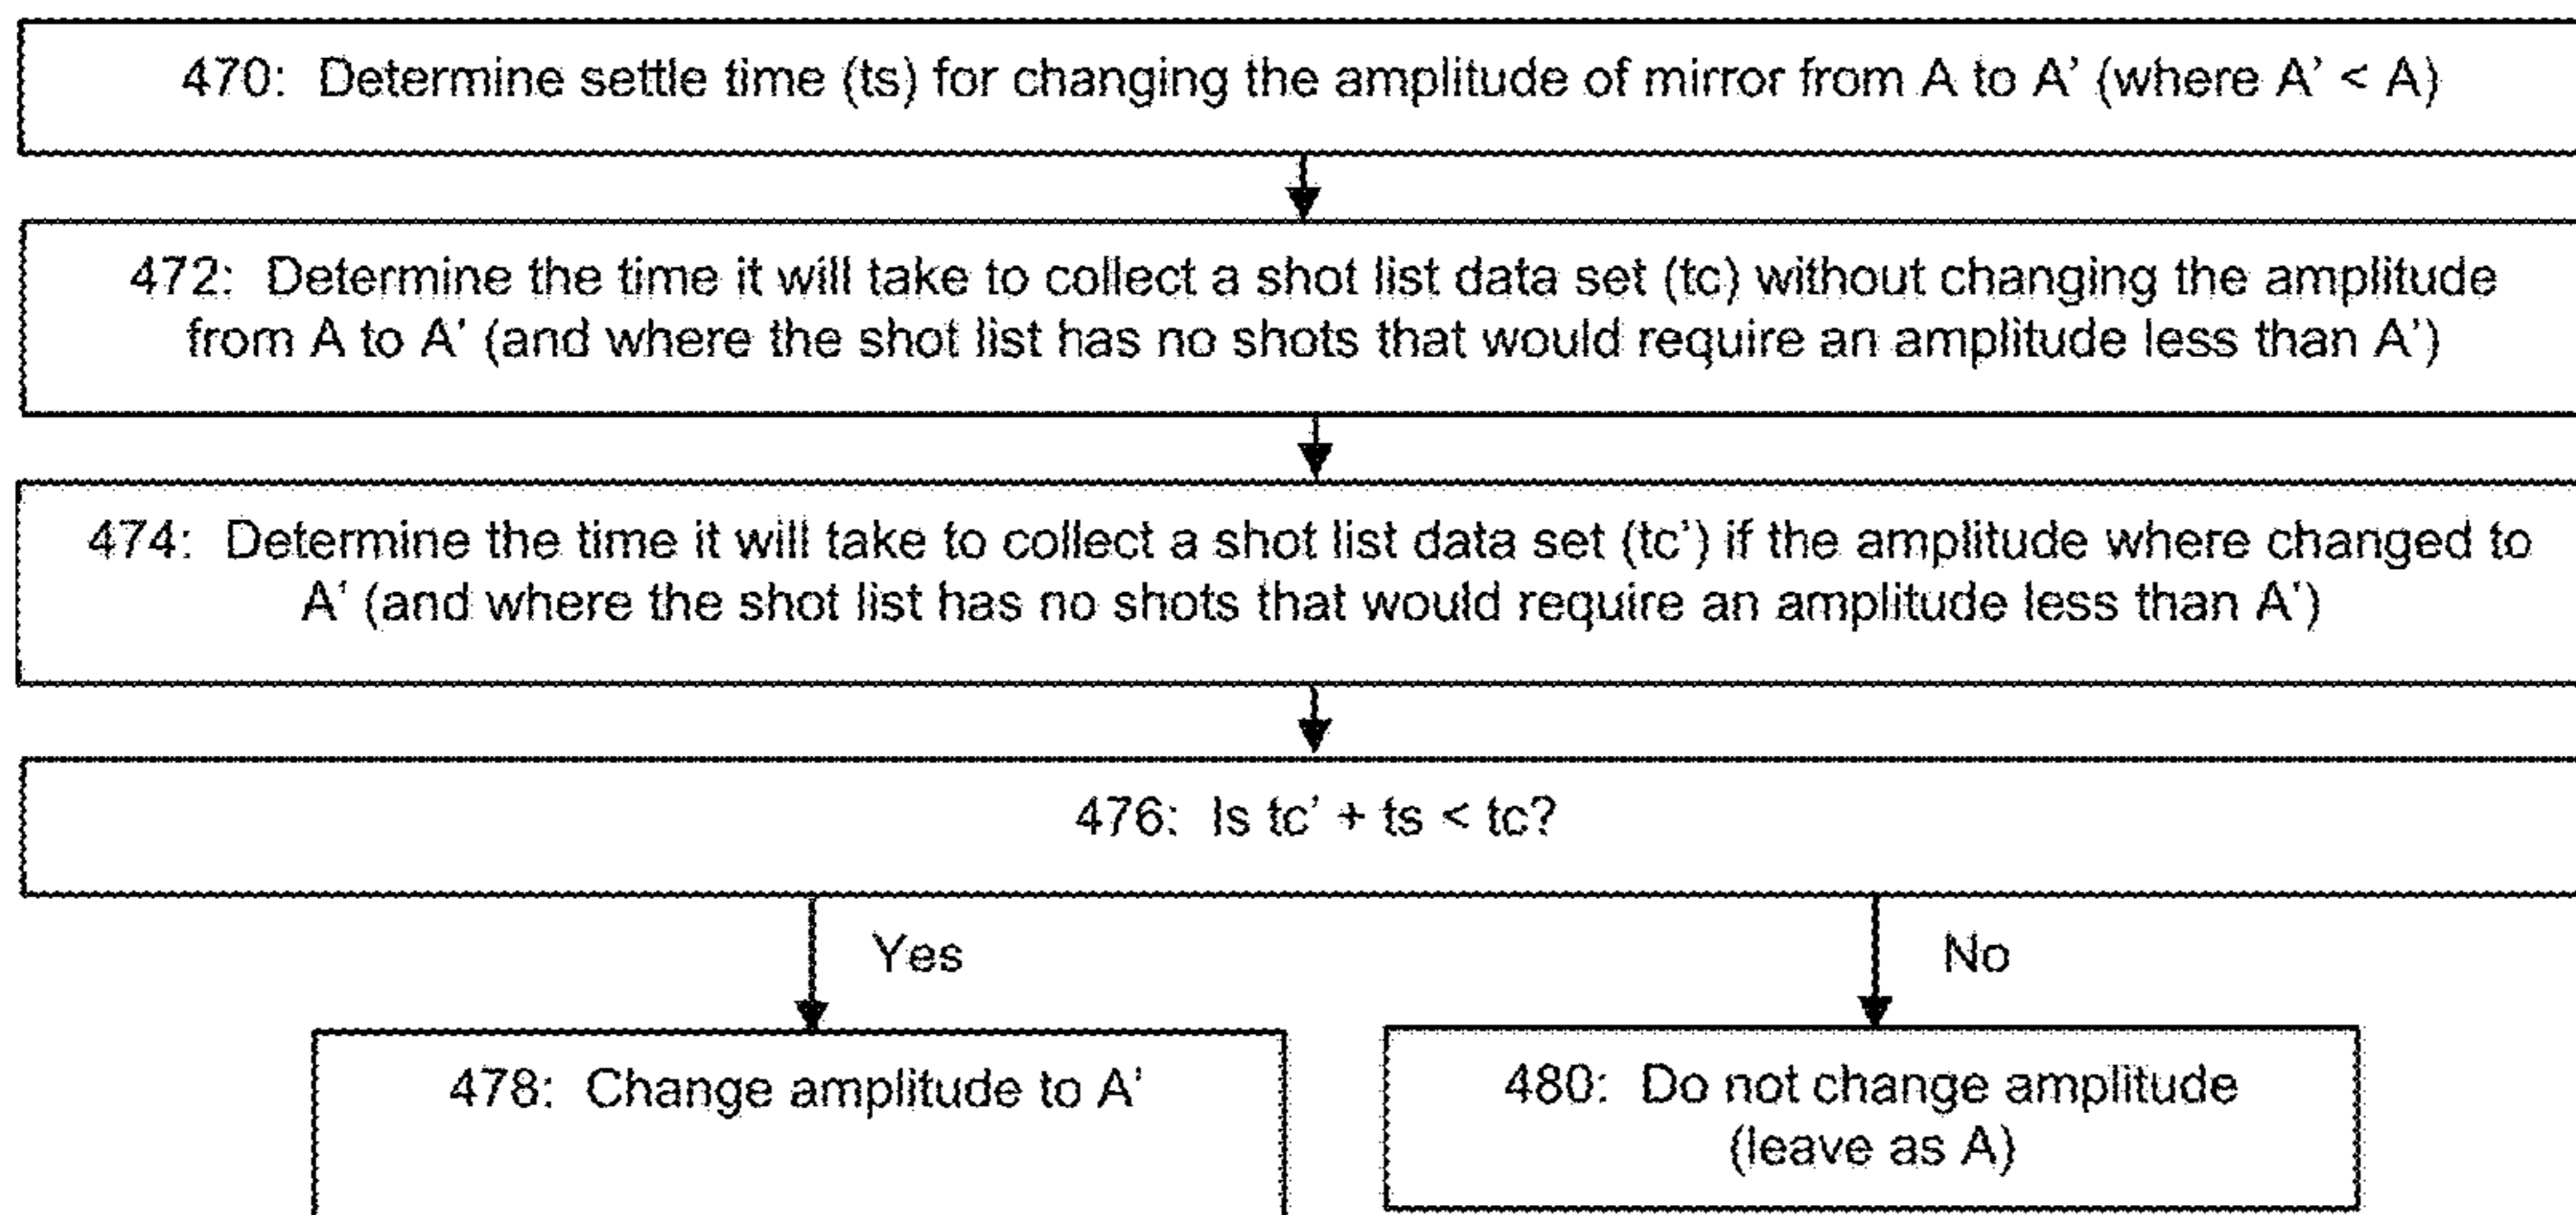 470: Determine settle time (ts) for changing the amplitude of mirror from A to A' (where A' < A)
472: Determine the time it will take to collect a shot list data set (tc) without changing the amplitude
from A to A' (and where the shot list has no shots that would require an amplitude less than A')
474: Determine the time it will take to collect a shot list data set (tc') if the amplitude where changed to
A' (and where the shot list has no shots that would require an amplitude less than A')
476: Is tc' + ts < tc?
Yes
No
478: Change amplitude to A'
480: Do not change amplitude
(leave as A)